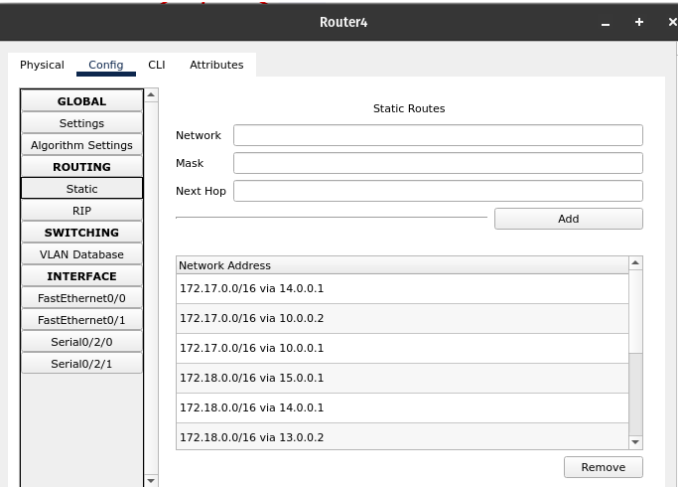 Router4
Physical Config CLI Attributes
GLOBAL
Settings
Algorithm Settings
ROUTING
Static
RIP
SWITCHING
VLAN Database
INTERFACE
FastEthernet0/0
FastEthernet0/1
Serial0/2/0
Serial0/2/1
Static Routes
Network
Mask
Next Hop
Add
Network Address
172.17.0.0/16 via 14.0.0.1
172.17.0.0/16 via 10.0.0.2
172.17.0.0/16 via 10.0.0.1
172.18.0.0/16 via 15.0.0.1
172.18.0.0/16 via 14.0.0.1
172.18.0.0/16 via 13.0.0.2
Remove